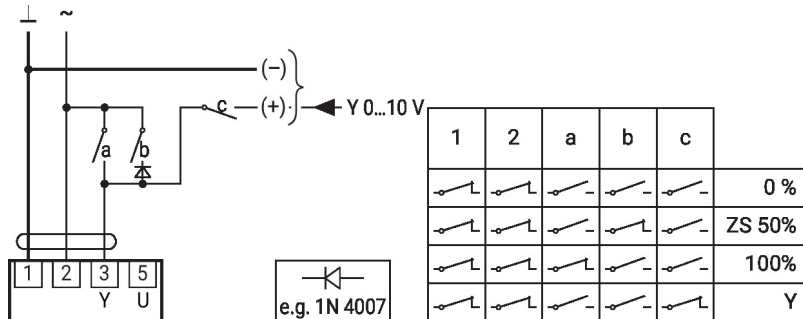 ⊥ ~
(–)
c (+) Y 0...10 V
a b
1 2 3 5
Y U
e.g. 1N 4007
1 2 a b c
0 %
ZS 50%
100%
Y